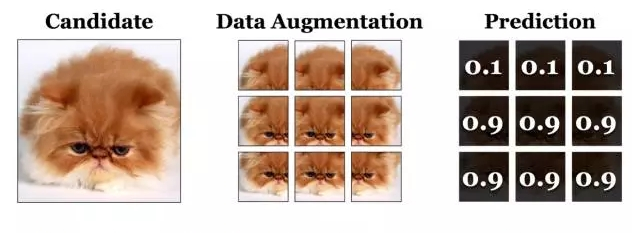 Candidate
Data Augmentation
Prediction
0.1 0.1 0.1
0.9 0.9 0.9
0.9 0.9 0.9